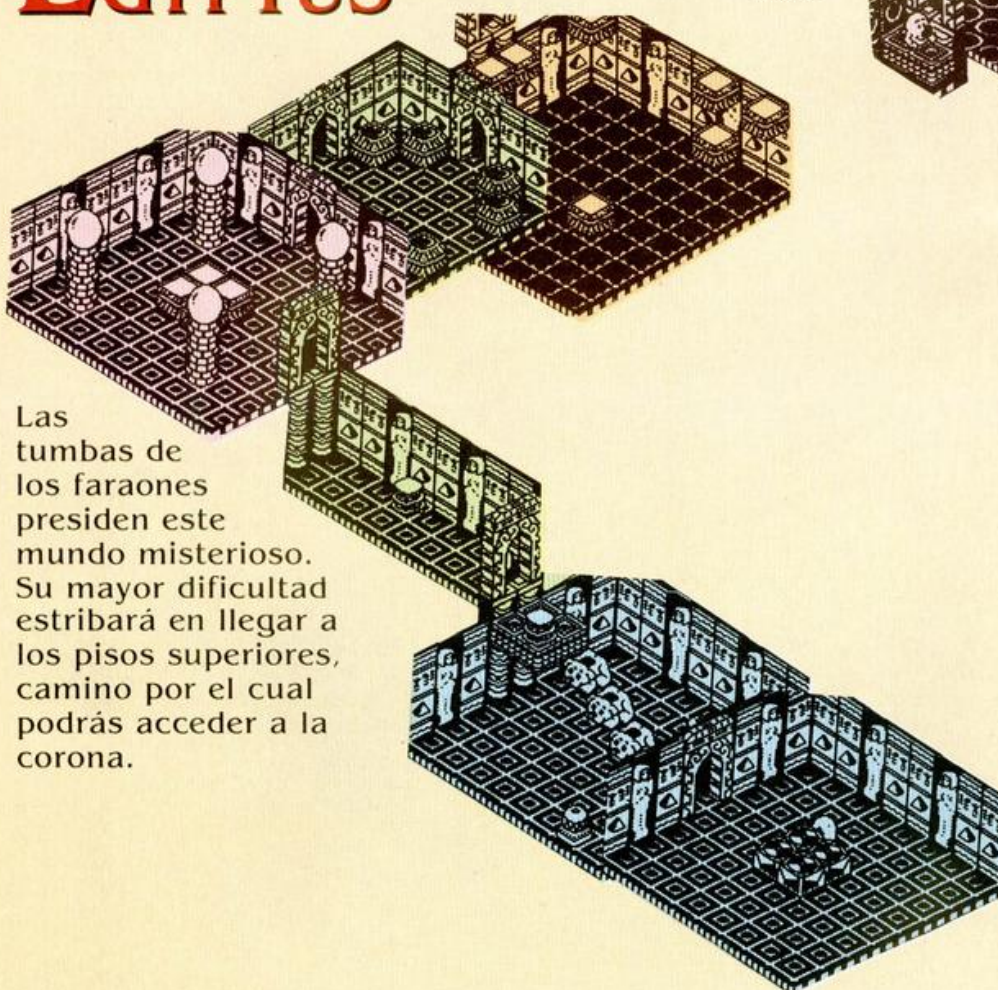 EGYPTUS
Las
tumbas de
los faraones
presiden este
mundo misterioso.
Su mayor dificultad
estribará en llegar a
los pisos superiores,
camino por el cual
podrás acceder a la
corona.